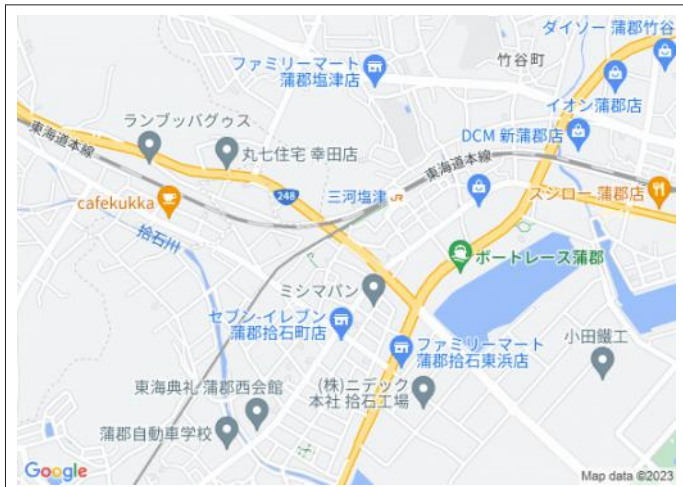 ダイソー 蒲郡竹谷
竹谷町
ファミリーマート
蒲郡塩津店
イオン蒲郡店
ランブッバグゥス
東海道本線
丸七住宅 幸田店
DCM 新蒲郡店
東海道本線
248
三河塩津
JR
スシロー 蒲郡店
cafekukka
拾石川
ボートレース蒲郡
ミシマパン
セブン-イレブン
蒲郡拾石町店
小田鐵工
ファミリーマート
蒲郡拾石東浜店
東海典礼 蒲郡西会館
(株)ニデック
本社 拾石工場
蒲郡自動車学校
Google
Map data ©2023